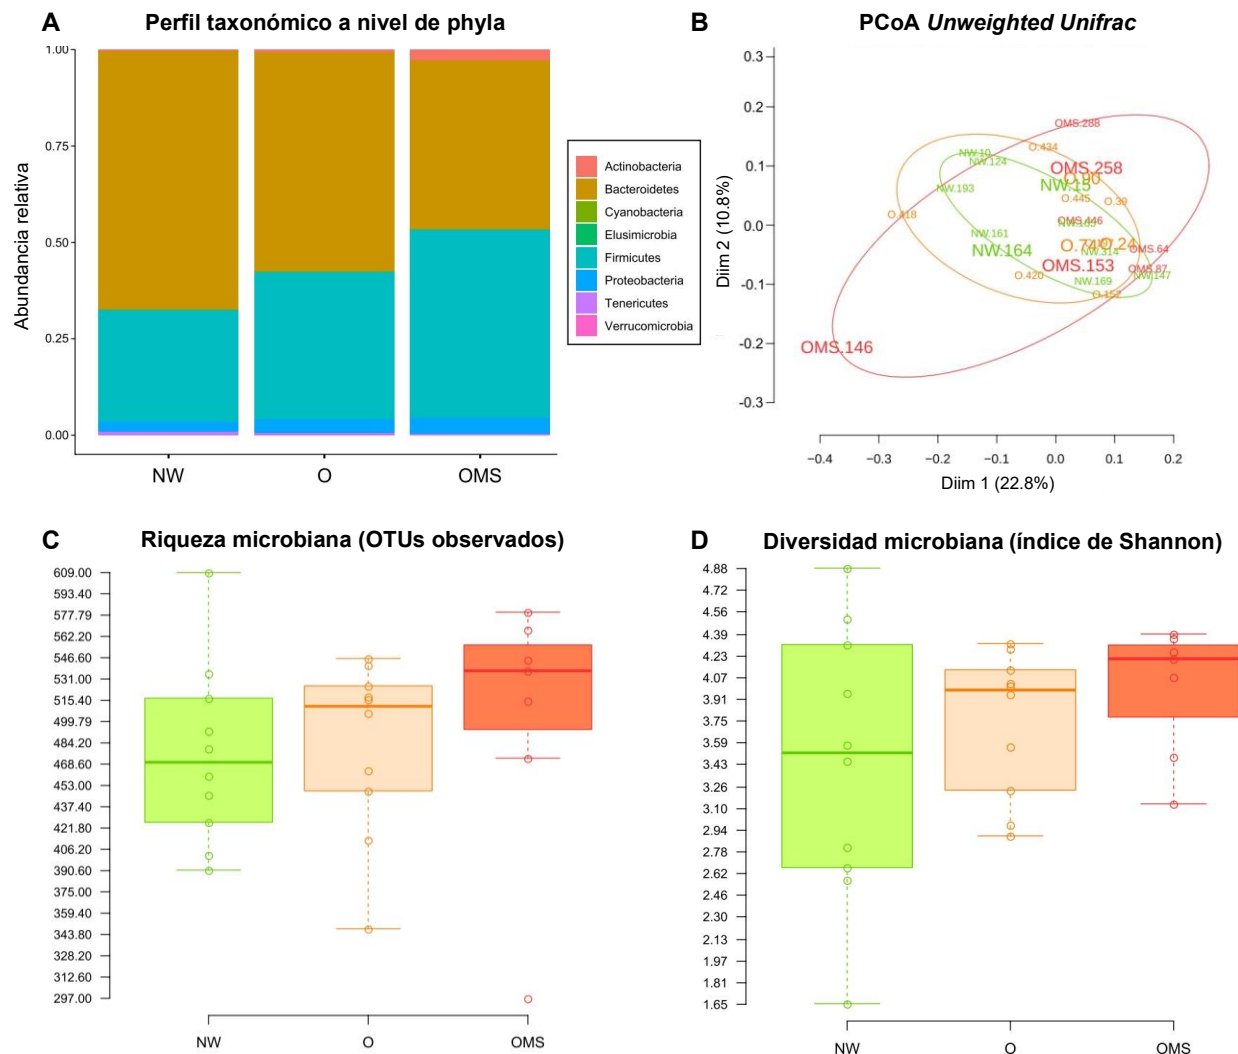 A Perfil taxonómico a nivel de phyla
1.00
0.75
0.50
0.25
0.00
Abundancia relativa
NW O OMS
Actinobacteria
Bacteroidetes
Cyanobacteria
Elusimicrobia
Firmicutes
Proteobacteria
Tenericutes
Verrucomicrobia
B PCoA Unweighted Unifrac
0.3
0.2
0.1
0.0
-0.1
-0.2
-0.3
Diim 2 (10.8%)
OMS.288
O.434
NW.10
NW.124
OMS.258
O.90
NW.15
NW.193
O.445
O.39
O.418
OMS.446
NW.161
NW.164
O.74
O.24
NW.314
OMS.64
OMS.153
OMS.87
NW.147
O.420
NW.169
O.152
OMS.146
−0.4 −0.3 −0.2 −0.1 0.0 0.1 0.2
Diim 1 (22.8%)
C Riqueza microbiana (OTUs observados)
609.00
593.40
577.79
562.20
546.60
531.00
515.40
499.79
484.20
468.60
453.00
437.40
421.80
406.20
390.60
375.00
359.40
343.80
328.20
312.60
297.00
NW O OMS
D Diversidad microbiana (índice de Shannon)
4.88
4.72
4.56
4.39
4.23
4.07
3.91
3.75
3.59
3.43
3.26
3.10
2.94
2.78
2.62
2.46
2.30
2.13
1.97
1.81
1.65
NW O OMS